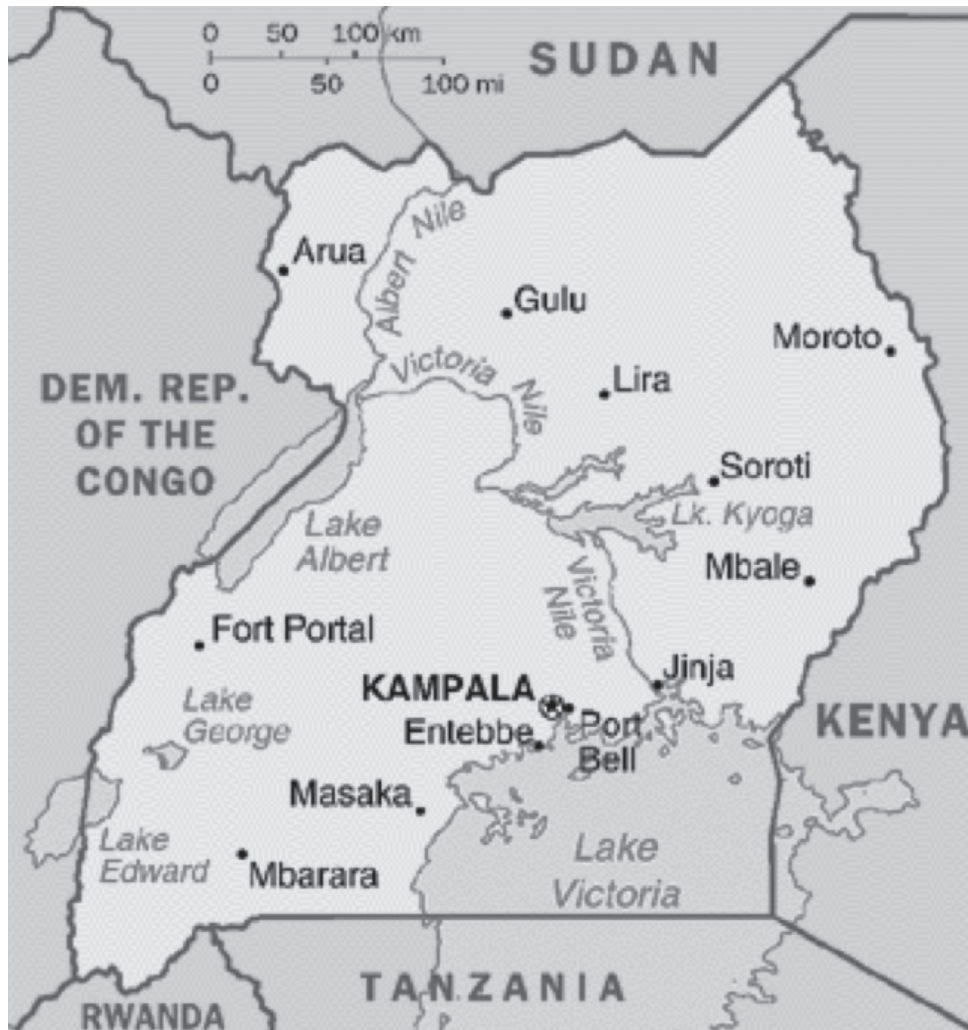 0 50 100 km
0 50 100 mi
SUDAN
Albert Nile
Arua
Gulu
Moroto
Victoria Nile
Lira
DEM. REP.
OF THE
CONGO
Soroti
Lk. Kyoga
Lake
Albert
Mbale
Victoria
Nile
Fort Portal
Jinja
KAMPALA
Lake
George
Entebbe
Port
Bell
KENYA
Masaka
Lake
Edward
Mbarara
Lake
Victoria
TANZANIA
RWANDA